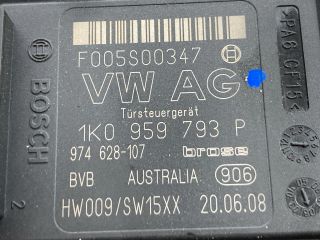 F005S00347
VW AG
Türsteuergerät
1K0 959 793 P
974 628-107 brose
BVB AUSTRALIA 906
HW009/SW15XX 20.06.08
BOSCH
2
>PA6 GF15<